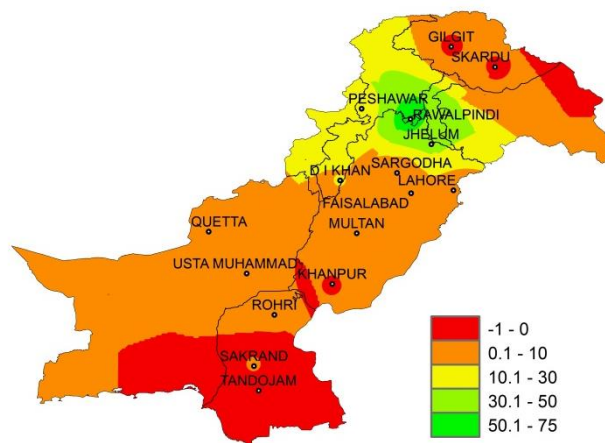 GILGIT
SKARDU
PESHAWAR
RAWALPINDI
JHELUM
D I KHAN
SARGODHA
LAHORE
FAISALABAD
QUETTA
MULTAN
USTA MUHAMMAD
KHANPUR
ROHRI
SAKRAND
TANDOJAM
-1 - 0
0.1 - 10
10.1 - 30
30.1 - 50
50.1 - 75